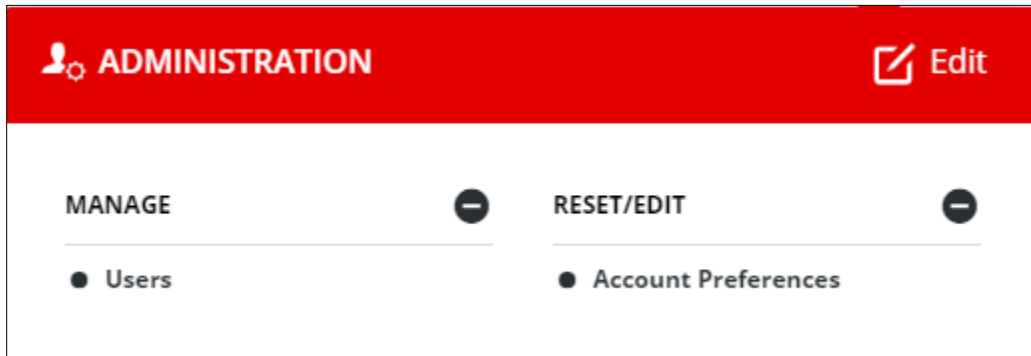 ADMINISTRATION
Edit
MANAGE
RESET/EDIT
Users
Account Preferences